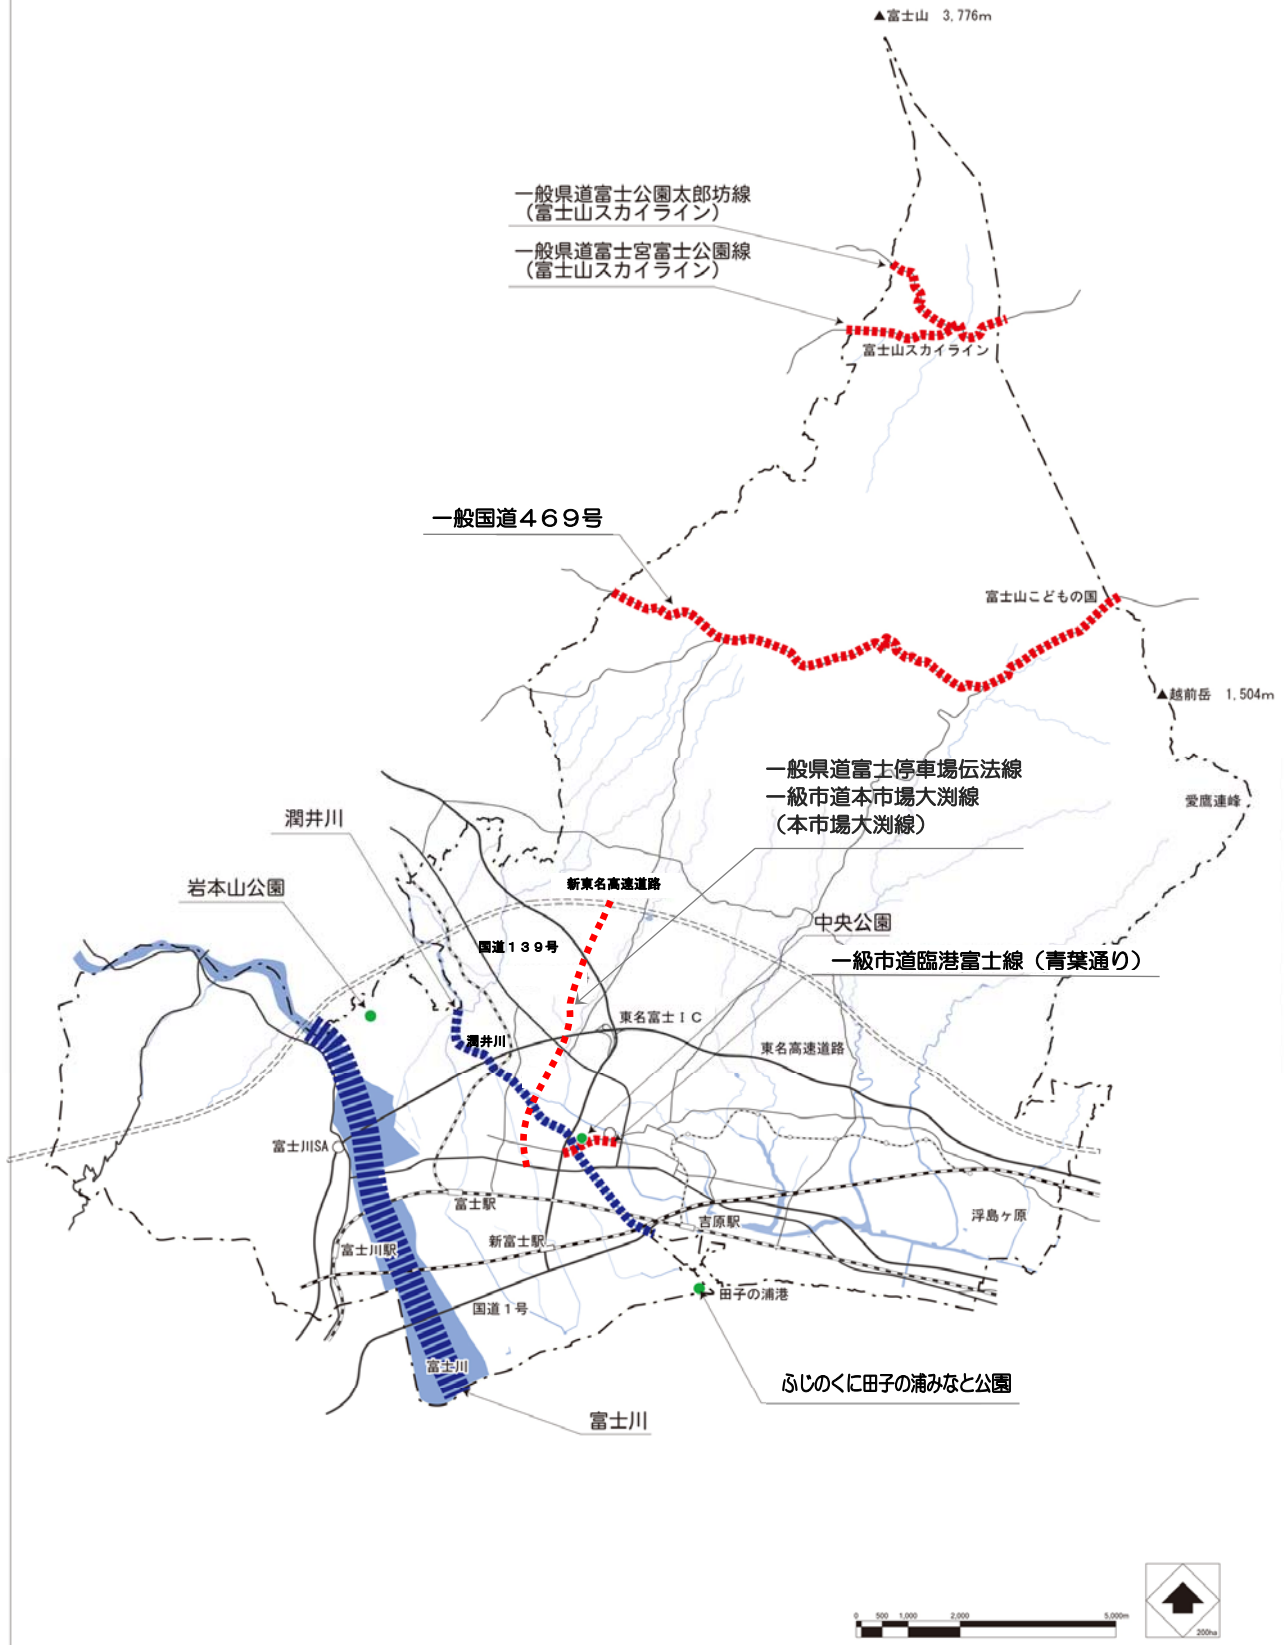 ▲富士山　3,776m
一般県道富士公園太郎坊線
（富士山スカイライン）
一般県道富士宮富士公園線
（富士山スカイライン）
富士山スカイライン
一般国道４６９号
富士山こどもの国
▲越前岳　1,504m
一般県道富士停車場伝法線
一級市道本市場大渕線
（本市場大渕線）
愛鷹連峰
潤井川
岩本山公園
新東名高速道路
中央公園
国道１３９号
一級市道臨港富士線（青葉通り）
東名富士ＩＣ
潤井川
東名高速道路
富士川SA
富士駅
吉原駅
浮島ヶ原
新富士駅
富士川駅
田子の浦港
国道１号
富士川
ふじのくに田子の浦みなと公園
富士川
0 500 1,000 2,000 5,000m
200ha